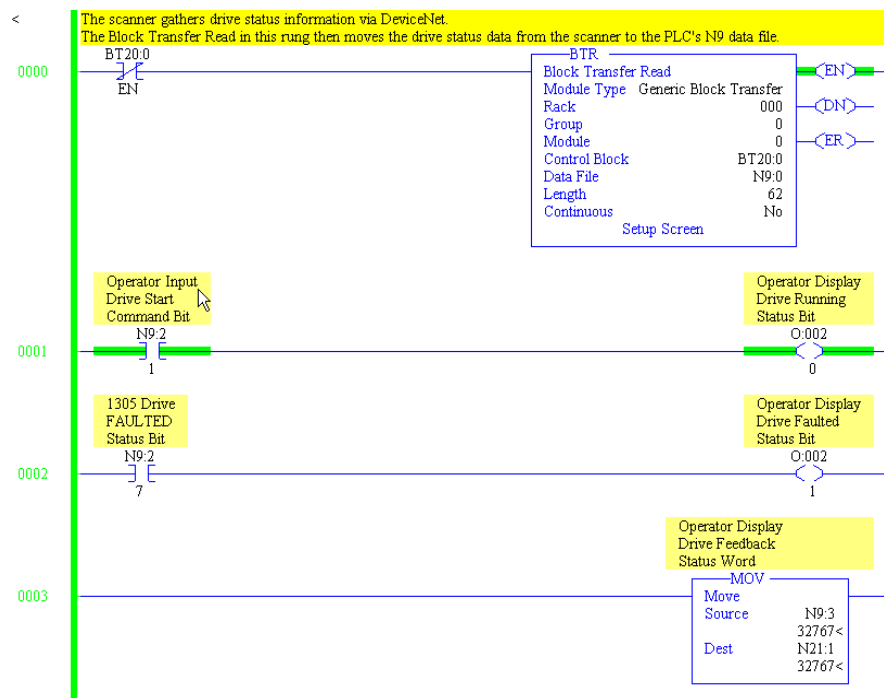 <
The scanner gathers drive status information via DeviceNet.
The Block Transfer Read in this rung then moves the drive status data from the scanner to the PLC's N9 data file.
0000
BT20:0
EN
BTR
Block Transfer Read
Module Type Generic Block Transfer
Rack 000
Group 0
Module 0
Control Block BT20:0
Data File N9:0
Length 62
Continuous No
Setup Screen
EN
DN
ER
Operator Input
Drive Start
Command Bit
N9:2
1
Operator Display
Drive Running
Status Bit
O:002
0
0001
1305 Drive
FAULTED
Status Bit
N9:2
7
Operator Display
Drive Faulted
Status Bit
O:002
1
0002
Operator Display
Drive Feedback
Status Word
0003
MOV
Move
Source N9:3
32767<
Dest N21:1
32767<